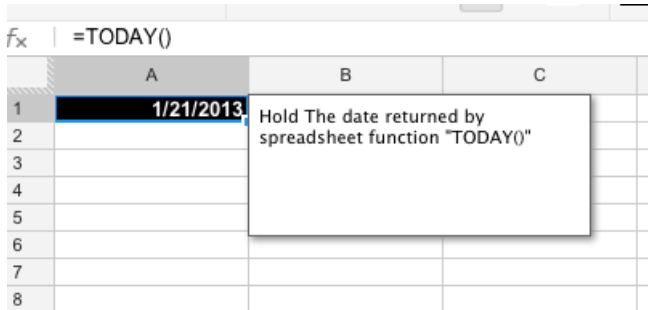 fx =TODAY()
A B C
1 1/21/2013 Hold The date returned by
2 spreadsheet function "TODAY()"
3
4
5
6
7
8